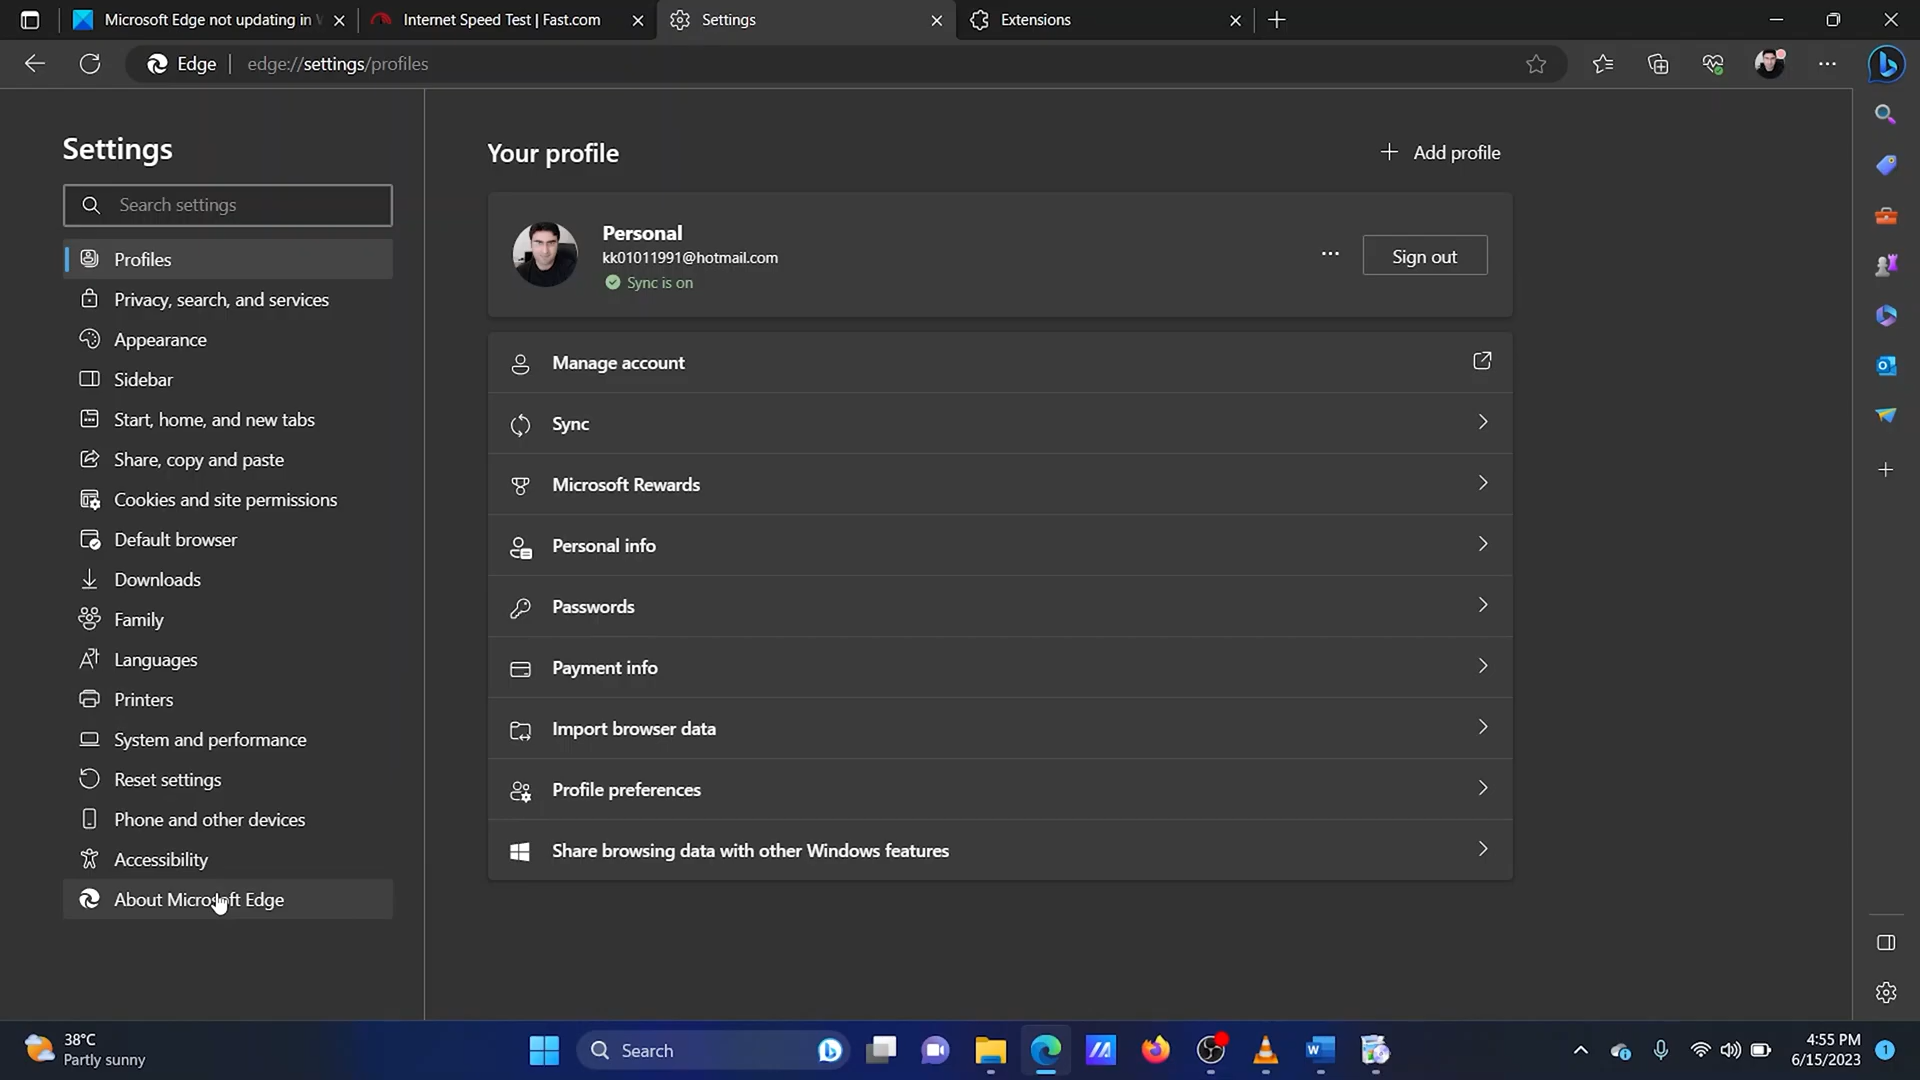 Microsoft Edge not updating in
Internet Speed Test | Fast.com
Settings
Extensions
Edge
edge://settings/profiles
Settings
Search settings
Profiles
Privacy, search, and services
Appearance
Sidebar
Start, home, and new tabs
Share, copy and paste
Cookies and site permissions
Default browser
Downloads
Family
Languages
Printers
System and performance
Reset settings
Phone and other devices
Accessibility
About Microsoft Edge
Your profile
Add profile
Personal
kk01011991@hotmail.com
Sync is on
Sign out
Manage account
Sync
Microsoft Rewards
Personal info
Passwords
Payment info
Import browser data
Profile preferences
Share browsing data with other Windows features
38°C
Partly sunny
Search
4:55 PM
6/15/2023
1